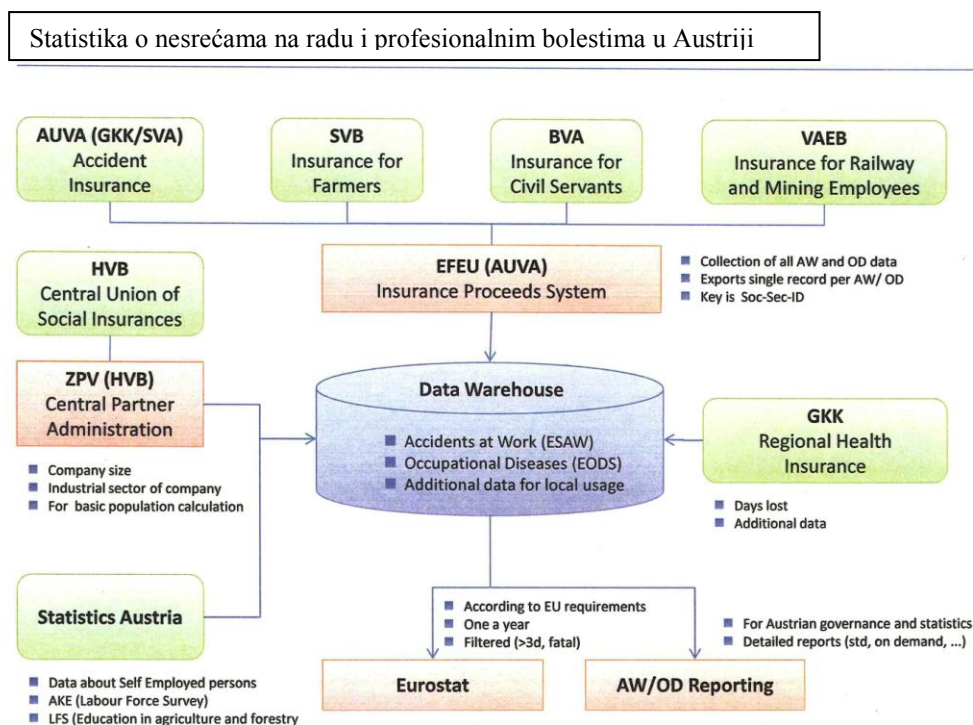 Statistika o nesrećama na radu i profesionalnim bolestima u Austriji
AUVA (GKK/SVA)
Accident
Insurance
SVB
Insurance for
Farmers
BVA
Insurance for
Civil Servants
VAEB
Insurance for Railway
and Mining Employees
HVB
Central Union of
Social Insurances
EFEU (AUVA)
Insurance Proceeds System
Collection of all AW and OD data
Exports single record per AW/ OD
Key is Soc-Sec-ID
ZPV (HVB)
Central Partner
Administration
Company size
Industrial sector of company
For basic population calculation
Data Warehouse
Accidents at Work (ESAW)
Occupational Diseases (EODS)
Additional data for local usage
GKK
Regional Health
Insurance
Days lost
Additional data
Statistics Austria
Data about Self Employed persons
AKE (Labour Force Survey)
LFS (Education in agriculture and forestry
According to EU requirements
One a year
Filtered (>3d, fatal)
Eurostat
For Austrian governance and statistics
Detailed reports (std, on demand, ...)
AW/OD Reporting